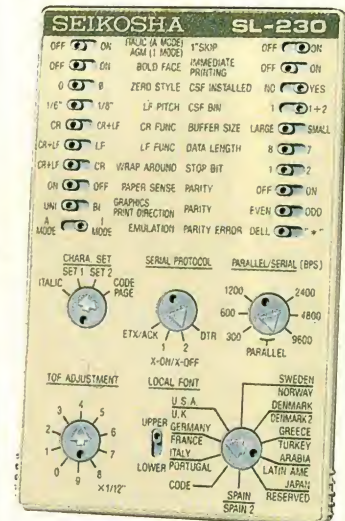 SEIKOSHA SL-230
OFF ON ITALIC (A MODE) AGM (I MODE) 1"SKIP OFF ON
OFF ON BOLD FACE IMMEDIATE PRINTING OFF ON
0 Ø ZERO STYLE CSF INSTALLED NO YES
1/6" 1/8" LF PITCH CSF BIN 1 1+2
CR CR+LF CR FUNC BUFFER SIZE LARGE SMALL
CR+LF LF LF FUNC DATA LENGTH 8 7
CR+LF CR WRAP AROUND STOP BIT 1 2
ON OFF PAPER SENSE PARITY OFF ON
UNI BI GRAPHICS PRINT DIRECTION PARITY EVEN ODD
A MODE I MODE EMULATION PARITY ERROR DELL "*"
CHARA. SET
SET 1 SET 2
ITALIC CODE PAGE
SERIAL PROTOCOL
ETX/ACK 1 2 DTR
X-ON/X-OFF
PARALLEL/SERIAL (BPS)
1200 2400
600 4800
300 9600
PARALLEL
TOF ADJUSTMENT
4 5
3 6
2 7
1 8
0 9
×1/12"
LOCAL FONT
UPPER
LOWER
U.S.A.
U.K
GERMANY
FRANCE
ITALY
PORTUGAL
CODE
SWEDEN
NORWAY
DENMARK
DENMARK2
GREECE
TURKEY
ARABIA
LATIN AME
JAPAN
RESERVED
SPAIN
SPAIN 2